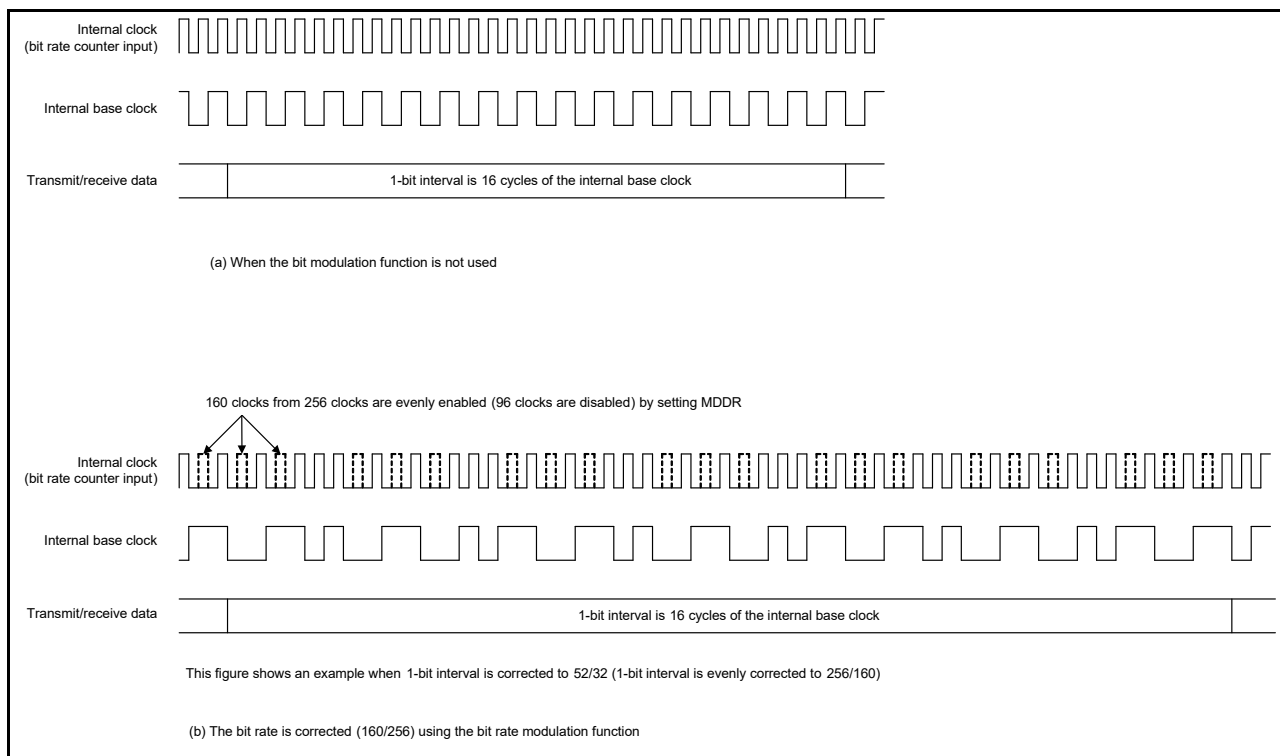 Internal clock
(bit rate counter input)
Internal base clock
Transmit/receive data
1-bit interval is 16 cycles of the internal base clock
(a) When the bit modulation function is not used
160 clocks from 256 clocks are evenly enabled (96 clocks are disabled) by setting MDDR
Internal clock
(bit rate counter input)
Internal base clock
Transmit/receive data
1-bit interval is 16 cycles of the internal base clock
This figure shows an example when 1-bit interval is corrected to 52/32 (1-bit interval is evenly corrected to 256/160)
(b) The bit rate is corrected (160/256) using the bit rate modulation function